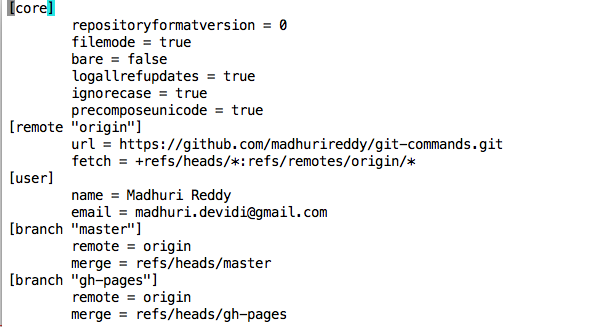 [core]
        repositoryformatversion = 0
        filemode = true
        bare = false
        logallrefupdates = true
        ignorecase = true
        precomposeunicode = true
[remote "origin"]
        url = https://github.com/madhurireddy/git-commands.git
        fetch = +refs/heads/*:refs/remotes/origin/*
[user]
        name = Madhuri Reddy
        email = madhuri.devidi@gmail.com
[branch "master"]
        remote = origin
        merge = refs/heads/master
[branch "gh-pages"]
        remote = origin
        merge = refs/heads/gh-pages